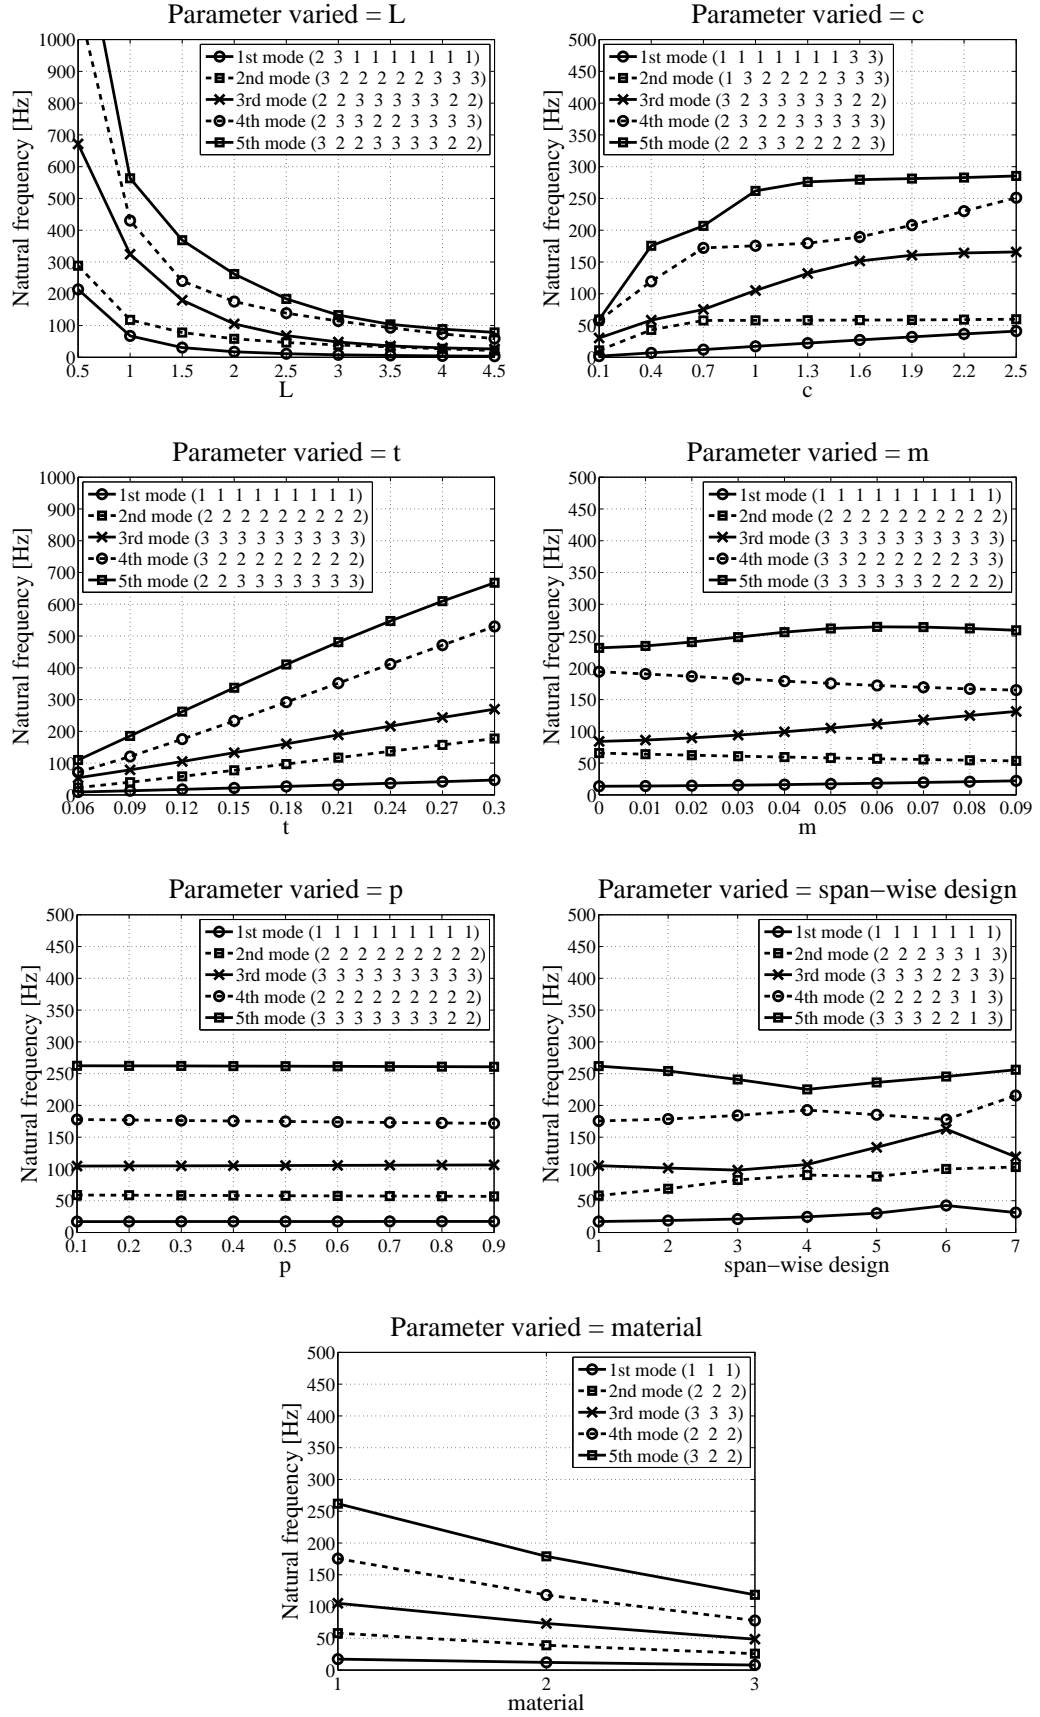 Parameter varied = L
1000
900
800
700
600
500
400
300
200
100
0
Natural frequency [Hz]
1st mode (2 3 1 1 1 1 1 1 1)
2nd mode (3 2 2 2 2 2 3 3 3)
3rd mode (2 2 3 3 3 3 3 2 2)
4th mode (2 3 3 2 2 3 3 3 3)
5th mode (3 2 2 3 3 3 3 2 2)
0.5 1 1.5 2 2.5 3 3.5 4 4.5
L
Parameter varied = c
500
450
400
350
300
250
200
150
100
50
0
Natural frequency [Hz]
1st mode (1 1 1 1 1 1 1 3 3)
2nd mode (1 3 2 2 2 2 3 3 3)
3rd mode (3 2 3 3 3 3 3 2 2)
4th mode (2 3 2 2 3 3 3 3 3)
5th mode (2 2 3 3 2 2 2 2 3)
0.1 0.4 0.7 1 1.3 1.6 1.9 2.2 2.5
c
Parameter varied = t
1000
900
800
700
600
500
400
300
200
100
0
Natural frequency [Hz]
1st mode (1 1 1 1 1 1 1 1 1)
2nd mode (2 2 2 2 2 2 2 2 2)
3rd mode (3 3 3 3 3 3 3 3 3)
4th mode (3 2 2 2 2 2 2 2 2)
5th mode (2 2 3 3 3 3 3 3 3)
0.06 0.09 0.12 0.15 0.18 0.21 0.24 0.27 0.3
t
Parameter varied = m
500
450
400
350
300
250
200
150
100
50
0
Natural frequency [Hz]
1st mode (1 1 1 1 1 1 1 1 1 1)
2nd mode (2 2 2 2 2 2 2 2 2 2)
3rd mode (3 3 3 3 3 3 3 3 3 3)
4th mode (3 3 2 2 2 2 2 2 3 3)
5th mode (3 3 3 3 3 3 2 2 2 2)
0 0.01 0.02 0.03 0.04 0.05 0.06 0.07 0.08 0.09
m
Parameter varied = p
500
450
400
350
300
250
200
150
100
50
0
Natural frequency [Hz]
1st mode (1 1 1 1 1 1 1 1 1)
2nd mode (2 2 2 2 2 2 2 2 2)
3rd mode (3 3 3 3 3 3 3 3 3)
4th mode (2 2 2 2 2 2 2 2 2)
5th mode (3 3 3 3 3 3 3 2 2)
0.1 0.2 0.3 0.4 0.5 0.6 0.7 0.8 0.9
p
Parameter varied = span−wise design
500
450
400
350
300
250
200
150
100
50
0
Natural frequency [Hz]
1st mode (1 1 1 1 1 1 1)
2nd mode (2 2 2 3 3 1 3)
3rd mode (3 3 3 2 2 3 3)
4th mode (2 2 2 2 3 1 3)
5th mode (3 3 3 2 2 1 3)
1 2 3 4 5 6 7
span−wise design
Parameter varied = material
500
450
400
350
300
250
200
150
100
50
0
Natural frequency [Hz]
1st mode (1 1 1)
2nd mode (2 2 2)
3rd mode (3 3 3)
4th mode (2 2 2)
5th mode (3 2 2)
1 2 3
material